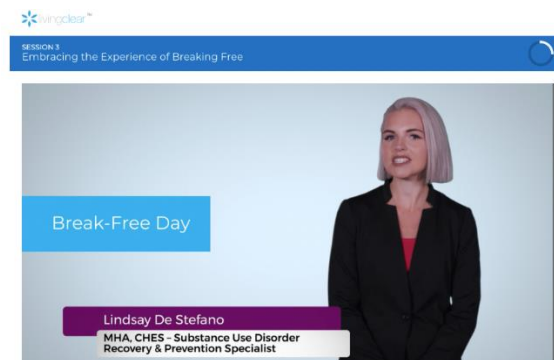 livingclear™
SESSION 3
Embracing the Experience of Breaking Free
Break-Free Day
Lindsay De Stefano
MHA, CHES – Substance Use Disorder
Recovery & Prevention Specialist